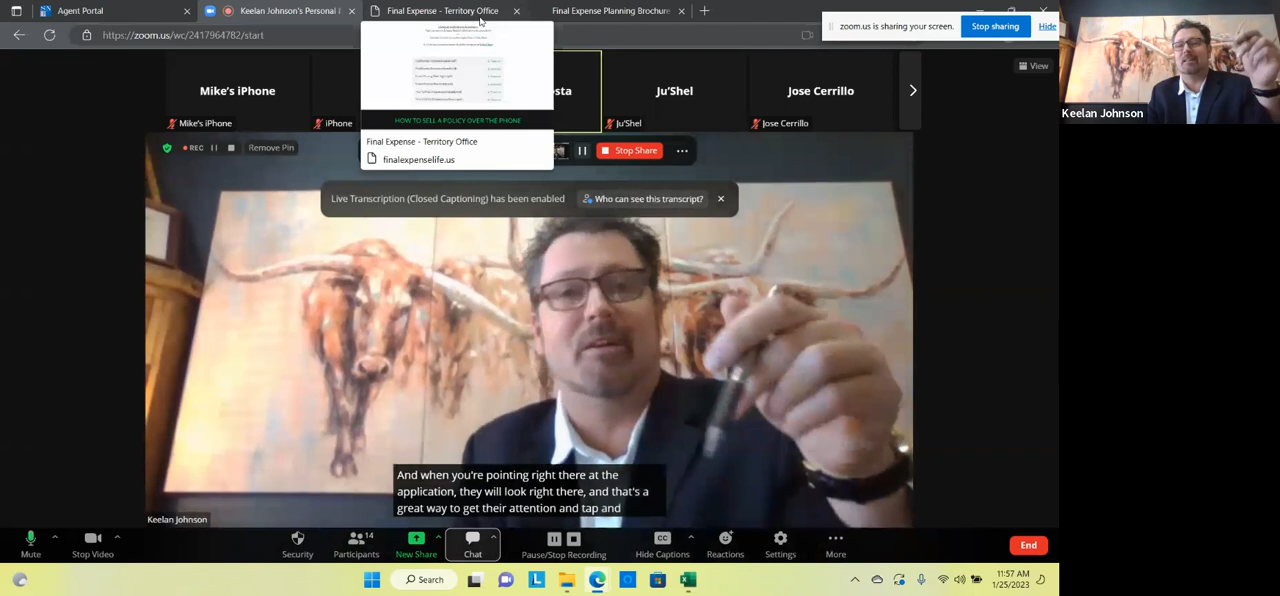 Agent Portal
Keelan Johnson's Personal
Final Expense - Territory Office
Final Expense Planning Brochure
https://zoom.us/wc/2417964762/start
zoom.us is sharing your screen.
Stop sharing
Hide
Keelan Johnson
View
Mike's iPhone
Mike's iPhone
iPhone
Ju'Shel
Ju'Shel
Jose Cerrillo
Jose Cerrillo
HOW TO SELL A POLICY OVER THE PHONE
Final Expense - Territory Office
finalexpenselife.us
REC
Remove Pin
Stop Share
Live Transcription (Closed Captioning) has been enabled
Who can see this transcript?
And when you're pointing right there at the
application, they will look right there, and that's a
great way to get their attention and tap and
Keelan Johnson
Mute
Stop Video
Security
Participants
14
New Share
Chat
Pause/Stop Recording
CC
Hide Captions
Reactions
Settings
More
End
Search
11:57 AM
1/25/2023